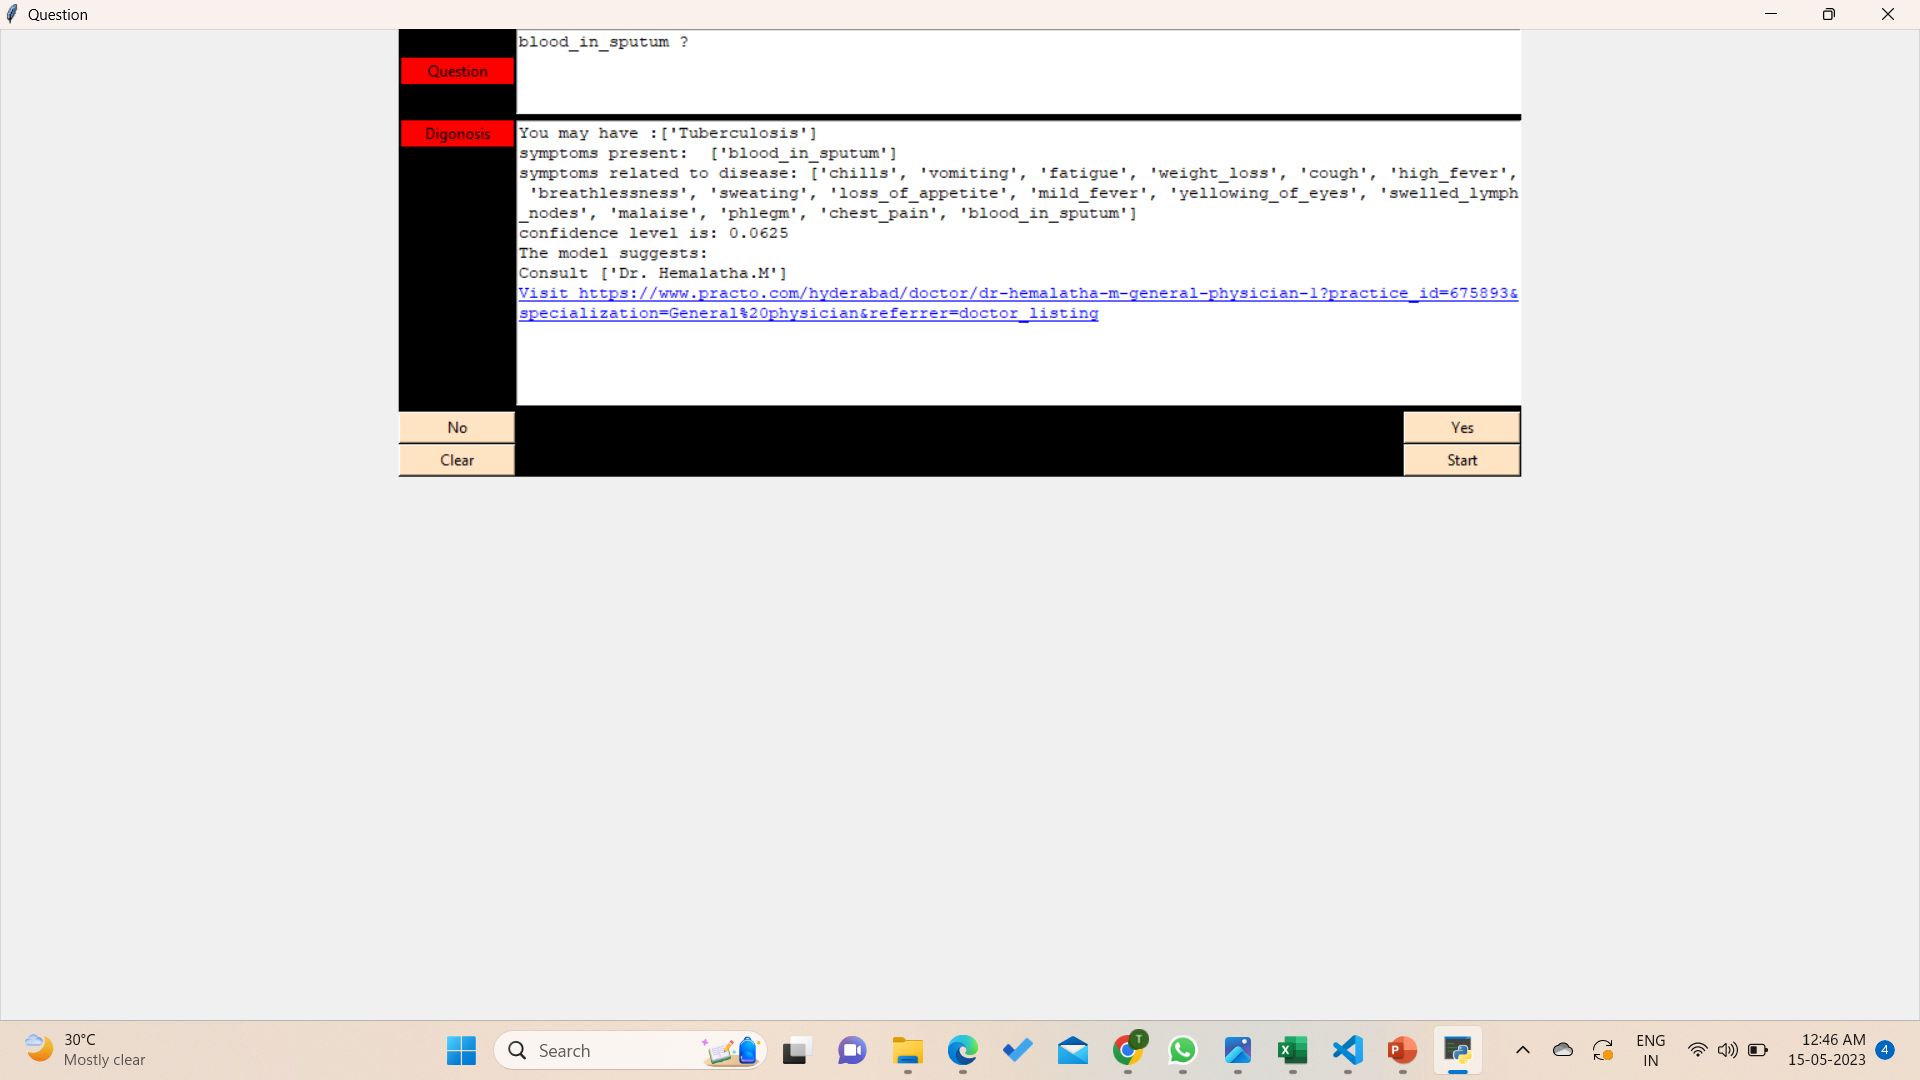 Question
blood_in_sputum ?
Question
Digonosis
You may have :['Tuberculosis']
symptoms present:  ['blood_in_sputum']
symptoms related to disease: ['chills', 'vomiting', 'fatigue', 'weight_loss', 'cough', 'high_fever',
 'breathlessness', 'sweating', 'loss_of_appetite', 'mild_fever', 'yellowing_of_eyes', 'swelled_lymph
_nodes', 'malaise', 'phlegm', 'chest_pain', 'blood_in_sputum']
confidence level is: 0.0625
The model suggests:
Consult ['Dr. Hemalatha.M']
Visit https://www.practo.com/hyderabad/doctor/dr-hemalatha-m-general-physician-1?practice_id=675893&
specialization=General%20physician&referrer=doctor_listing
No
Yes
Clear
Start
30°C
Mostly clear
Search
T
ENG
IN
12:46 AM
15-05-2023
4